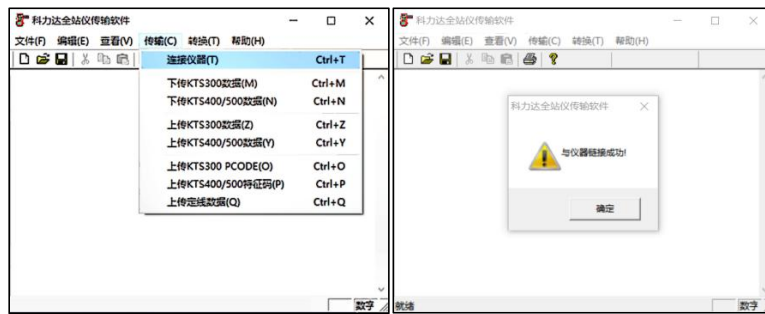 科力达全站仪传输软件
文件(F) 编辑(E) 查看(V) 传输(C) 转换(T) 帮助(H)
连接仪器(T) Ctrl+T
下传KTS300数据(M) Ctrl+M
下传KTS400/500数据(N) Ctrl+N
上传KTS300数据(Z) Ctrl+Z
上传KTS400/500数据(Y) Ctrl+Y
上传KTS300 PCODE(O) Ctrl+O
上传KTS400/500特征码(P) Ctrl+P
上传定线数据(Q) Ctrl+Q
数字
科力达全站仪传输软件
文件(F) 编辑(E) 查看(V) 传输(C) 转换(T) 帮助(H)
科力达全站仪传输软件
与仪器链接成功!
确定
就绪
数字